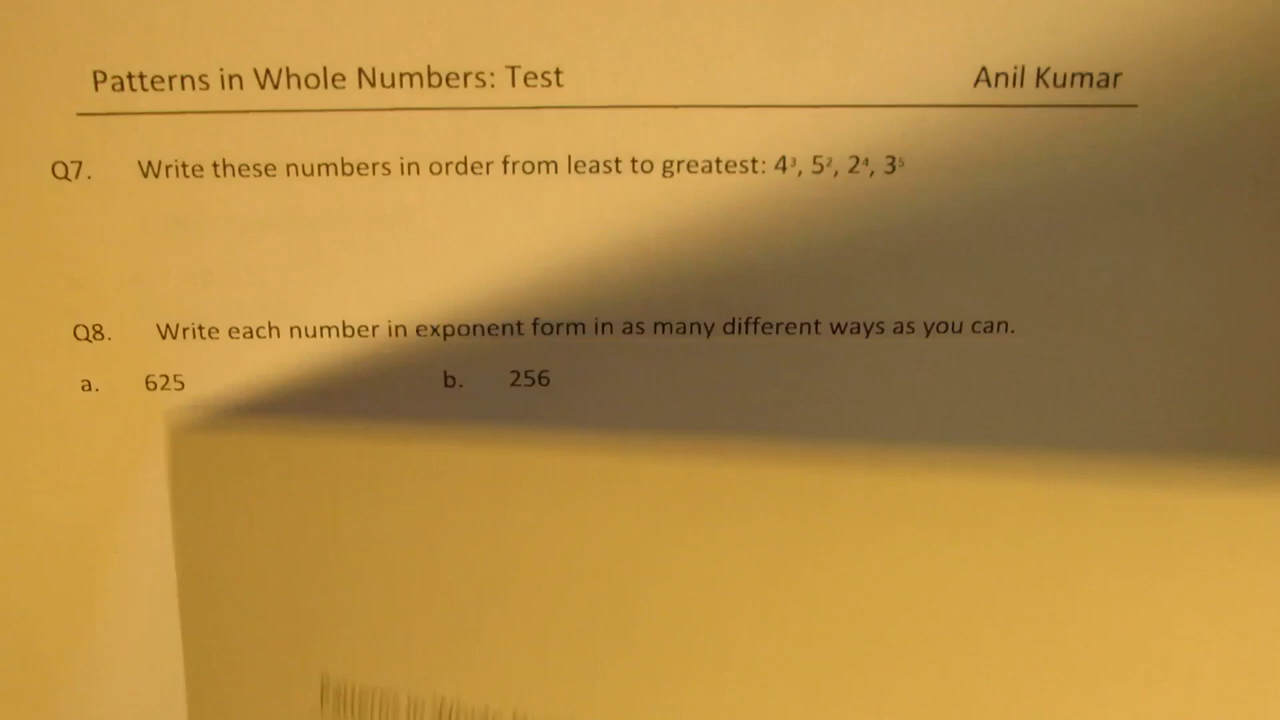 Patterns in Whole Numbers: Test Anil Kumar
Q7. Write these numbers in order from least to greatest: 4³, 5², 2⁴, 3⁵
Q8. Write each number in exponent form in as many different ways as you can.
a. 625 b. 256
Patterns in